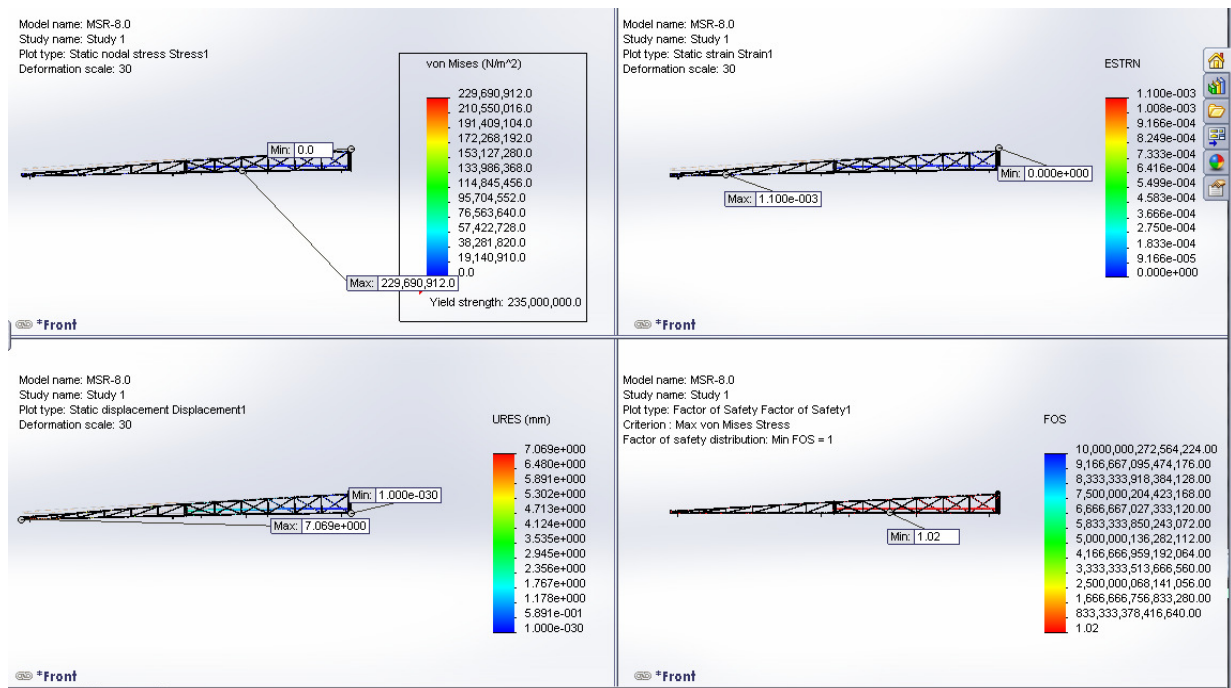 Model name: MSR-8.0
Study name: Study 1
Plot type: Static nodal stress Stress1
Deformation scale: 30
von Mises (N/m^2)
229,690,912.0
210,550,016.0
191,409,104.0
172,268,192.0
153,127,280.0
133,986,368.0
114,845,456.0
95,704,552.0
76,563,640.0
57,422,728.0
38,281,820.0
19,140,910.0
0.0
Yield strength: 235,000,000.0
Min: 0.0
Max: 229,690,912.0
*Front
Model name: MSR-8.0
Study name: Study 1
Plot type: Static strain Strain1
Deformation scale: 30
ESTRN
1.100e-003
1.008e-003
9.166e-004
8.249e-004
7.333e-004
6.416e-004
5.499e-004
4.583e-004
3.666e-004
2.750e-004
1.833e-004
9.166e-005
0.000e+000
Min: 0.000e+000
Max: 1.100e-003
*Front
Model name: MSR-8.0
Study name: Study 1
Plot type: Static displacement Displacement1
Deformation scale: 30
URES (mm)
7.069e+000
6.480e+000
5.891e+000
5.302e+000
4.713e+000
4.124e+000
3.535e+000
2.945e+000
2.356e+000
1.767e+000
1.178e+000
5.891e-001
1.000e-030
Min: 1.000e-030
Max: 7.069e+000
*Front
Model name: MSR-8.0
Study name: Study 1
Plot type: Factor of Safety Factor of Safety1
Criterion : Max von Mises Stress
Factor of safety distribution: Min FOS = 1
FOS
10,000,000,272,564,224.00
9,166,667,095,474,176.00
8,333,333,918,384,128.00
7,500,000,204,423,168.00
6,666,667,027,333,120.00
5,833,333,850,243,072.00
5,000,000,136,282,112.00
4,166,666,959,192,064.00
3,333,333,513,666,560.00
2,500,000,068,141,056.00
1,666,666,756,833,280.00
833,333,378,416,640.00
1.02
Min: 1.02
*Front